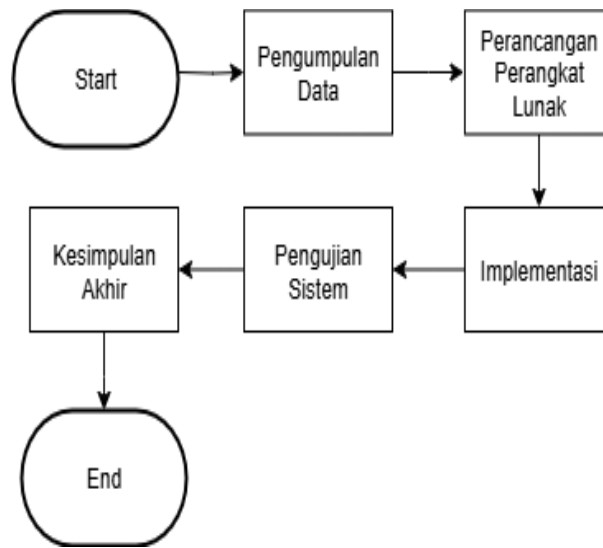 Start
Pengumpulan
Data
Perancangan
Perangkat
Lunak
Implementasi
Pengujian
Sistem
Kesimpulan
Akhir
End